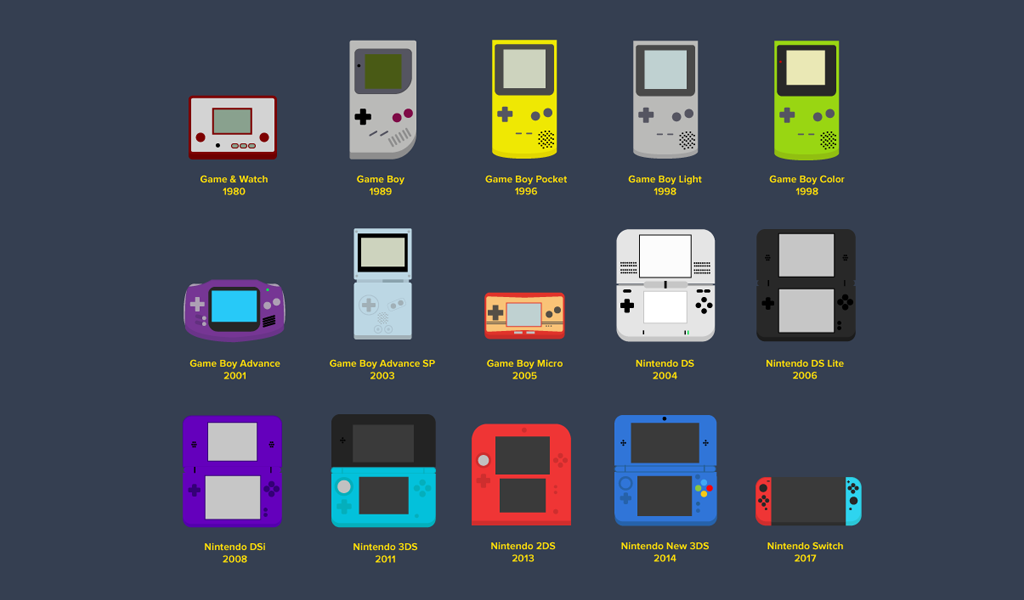 Game & Watch
1980
Game Boy
1989
Game Boy Pocket
1996
Game Boy Light
1998
Game Boy Color
1998
Game Boy Advance
2001
Game Boy Advance SP
2003
Game Boy Micro
2005
Nintendo DS
2004
Nintendo DS Lite
2006
Nintendo DSi
2008
Nintendo 3DS
2011
Nintendo 2DS
2013
Nintendo New 3DS
2014
Nintendo Switch
2017